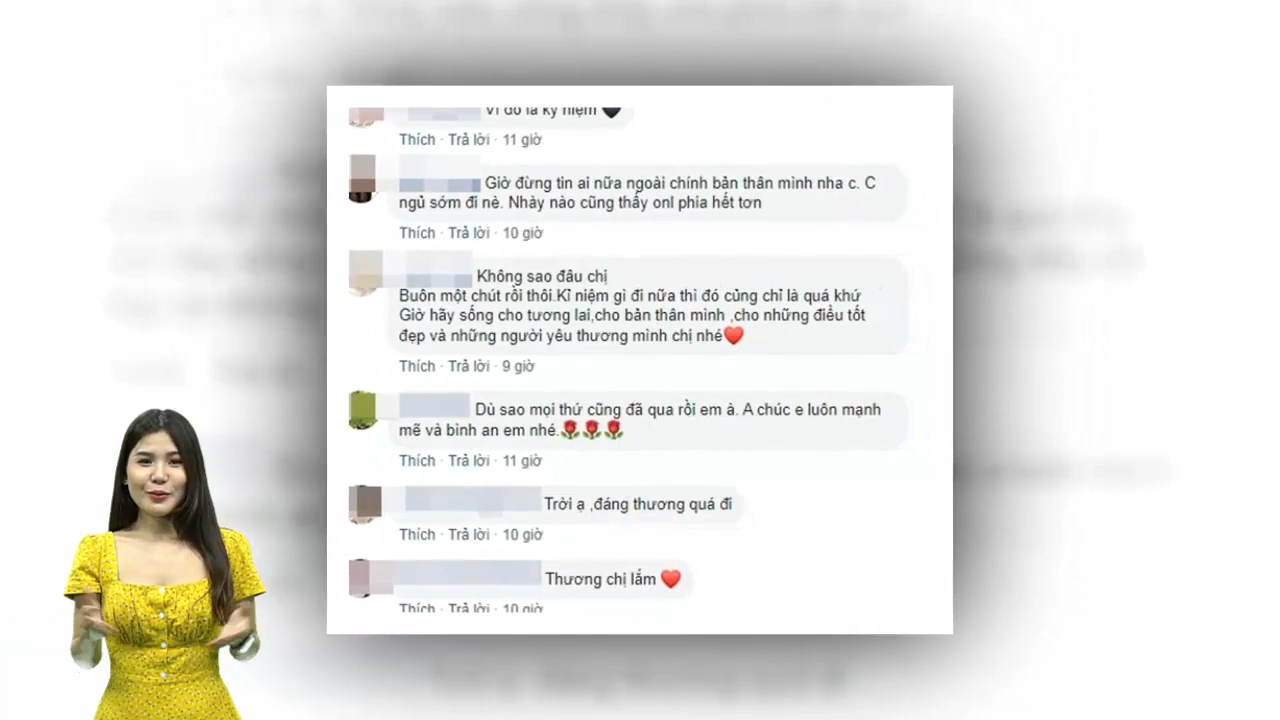 Vì đó là kỷ niệm 🖤
Thích · Trả lời · 11 giờ
Giờ đừng tin ai nữa ngoài chính bản thân mình nha c. C
ngủ sớm đi nè. Nhảy nào cũng thấy onl phia hết tơn
Thích · Trả lời · 10 giờ
Không sao đâu chị
Buồn một chút rồi thôi.Kỉ niệm gì đi nữa thì đó củng chỉ là quá khứ
Giờ hãy sống cho tương lai,cho bản thân mình ,cho những điều tốt
đẹp và những người yêu thương mình chị nhé❤️
Thích · Trả lời · 9 giờ
Dù sao mọi thứ cũng đã qua rồi em à. A chúc e luôn mạnh
mẽ và bình an em nhé.🌹🌹🌹
Thích · Trả lời · 11 giờ
Trời ạ ,đáng thương quá đi
Thích · Trả lời · 10 giờ
Thương chị lắm ❤️
Thích · Trả lời · 10 giờ